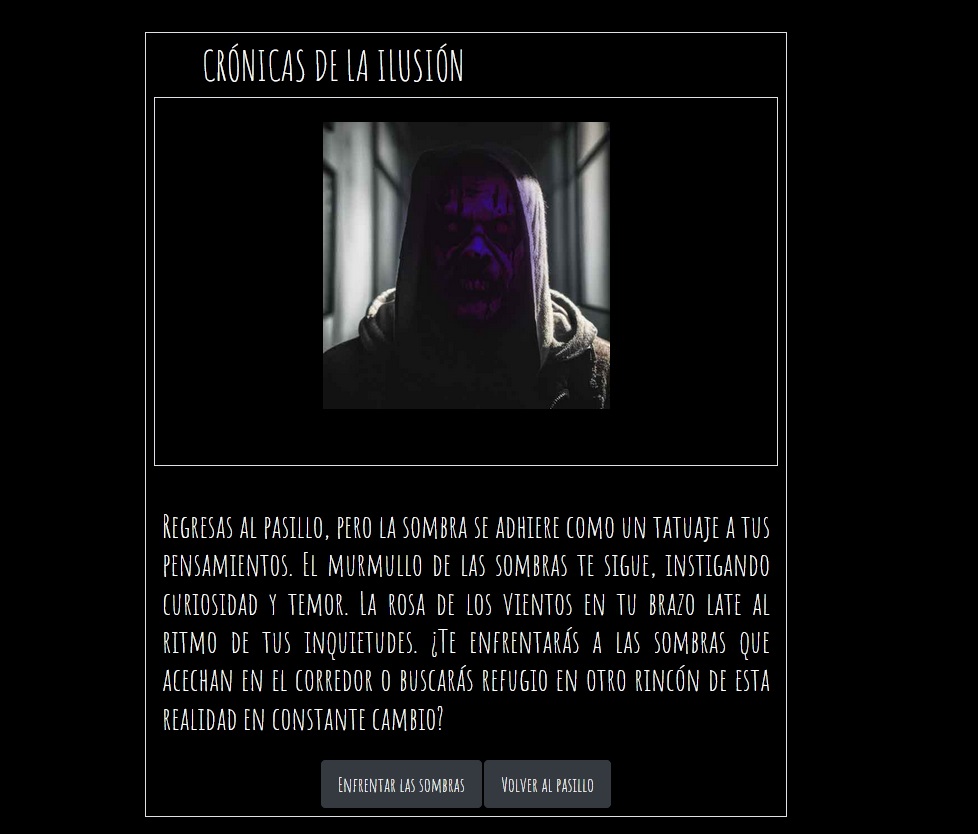 CRÓNICAS DE LA ILUSIÓN
Regresas al pasillo, pero la sombra se adhiere como un tatuaje a tus
pensamientos. El murmullo de las sombras te sigue, instigando
curiosidad y temor. La rosa de los vientos en tu brazo late al
ritmo de tus inquietudes. ¿Te enfrentarás a las sombras que
acechan en el corredor o buscarás refugio en otro rincón de esta
realidad en constante cambio?
Enfrentar las sombras
Volver al pasillo